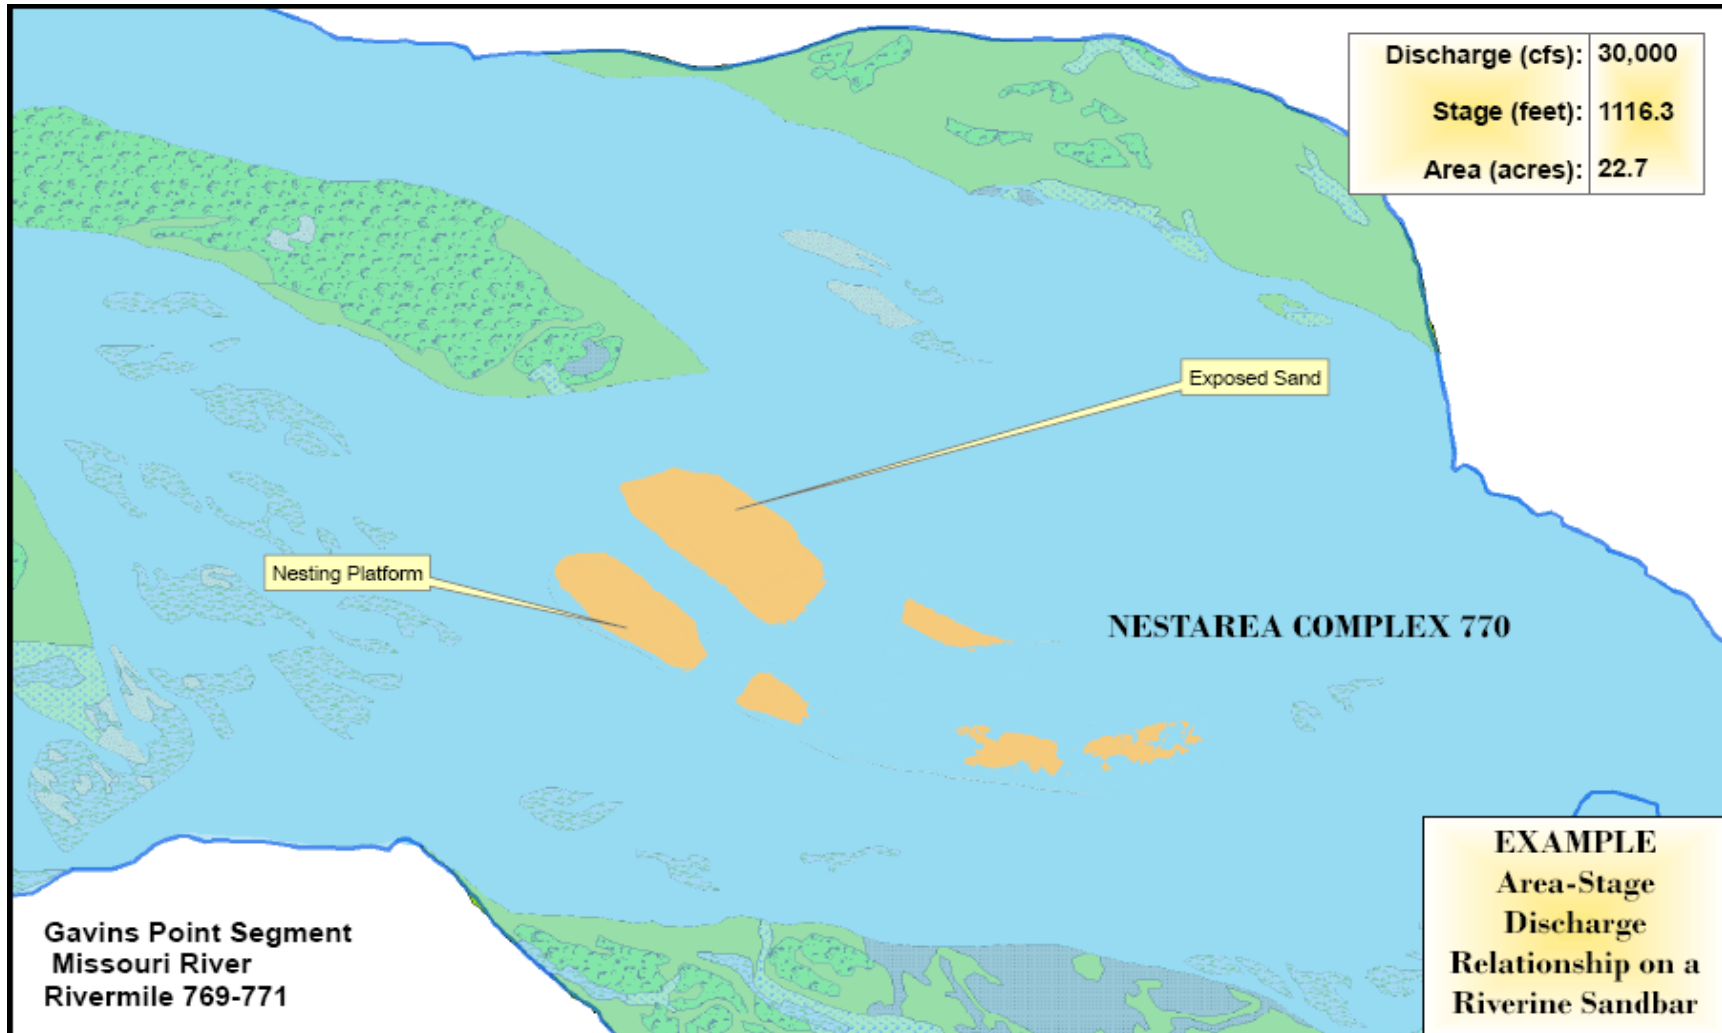 Discharge (cfs): 30,000
Stage (feet): 1116.3
Area (acres): 22.7
Exposed Sand
Nesting Platform
NESTAREA COMPLEX 770
Gavins Point Segment
Missouri River
Rivermile 769-771
EXAMPLE
Area-Stage
Discharge
Relationship on a
Riverine Sandbar